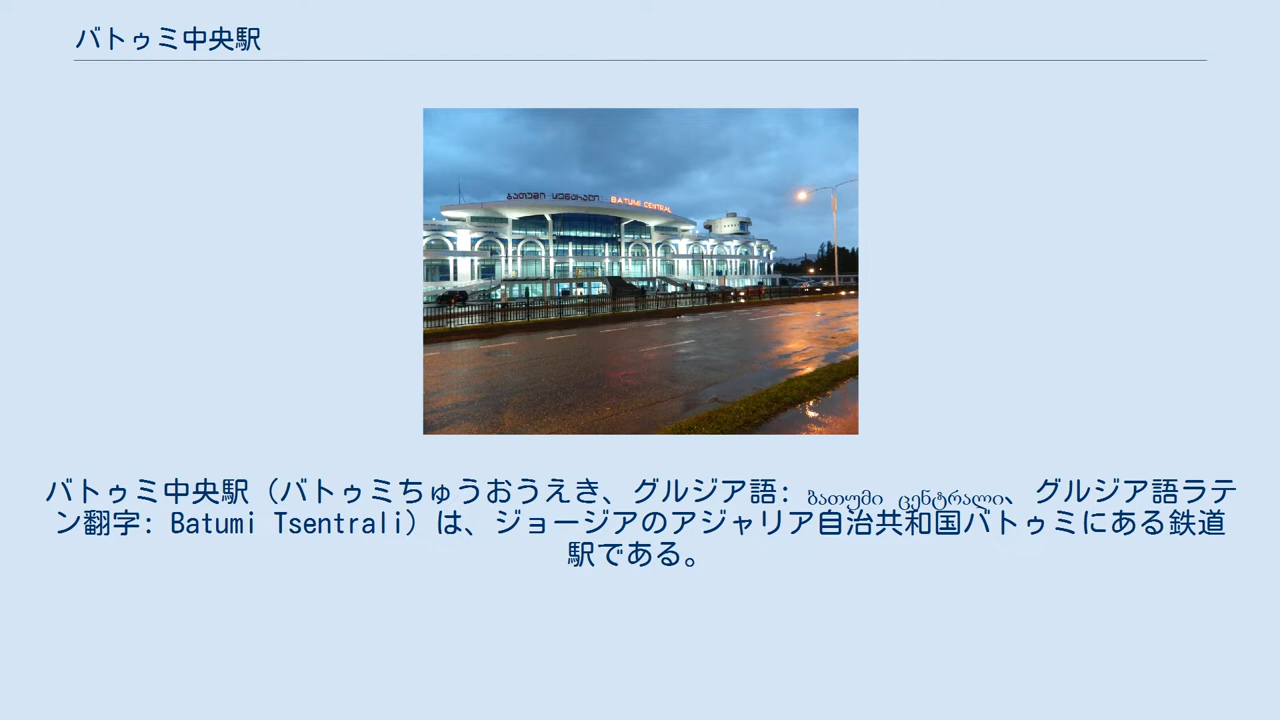 バトゥミ中央駅
ბათუმი ცენტრალი BATUMI CENTRAL
バトゥミ中央駅（バトゥミちゅうおうえき、グルジア語: ბათუმი ცენტრალი、グルジア語ラテ
ン翻字: Batumi Tsentrali）は、ジョージアのアジャリア自治共和国バトゥミにある鉄道
駅である。